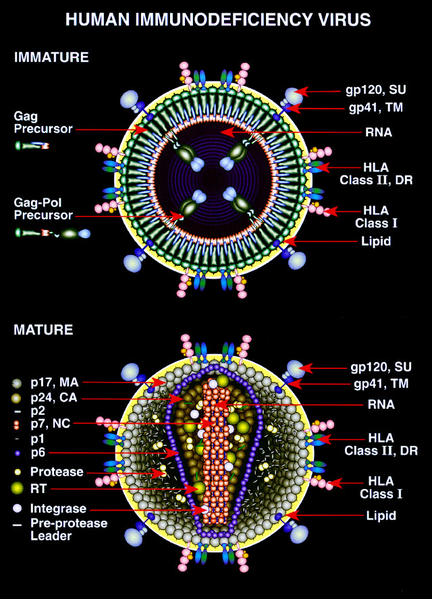 HUMAN IMMUNODEFICIENCY VIRUS
IMMATURE
gp120, SU
gp41, TM
Gag
Precursor
RNA
HLA
Class II, DR
Gag-Pol
Precursor
HLA
Class I
Lipid
MATURE
p17, MA
p24, CA
p2
p7, NC
p1
p6
Protease
RT
Integrase
Pre-protease
Leader
gp120, SU
gp41, TM
RNA
HLA
Class II, DR
HLA
Class I
Lipid